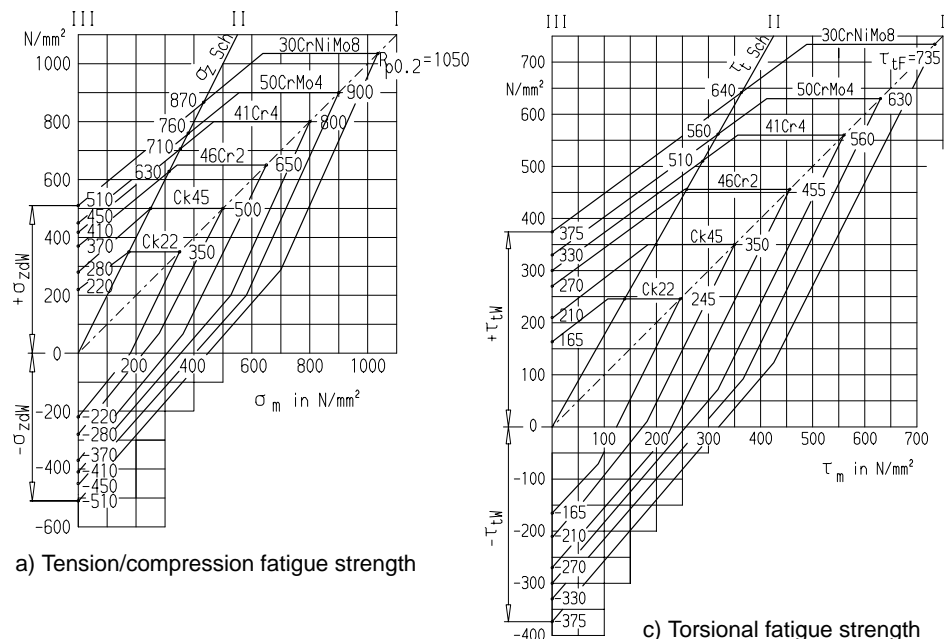 III II I
N/mm²
1000
800
600
400
200
0
-200
-400
-600
+σzdW
-σzdW
σz Sch
30CrNiMo8
Rp0.2=1050
870
50CrMo4
900
760
41Cr4
800
710
46Cr2
650
630
Ck45
500
Ck22
350
510
450
410
370
280
220
200 400 600 800 1000
σm in N/mm²
-220
-280
-370
-410
-450
-510
a) Tension/compression fatigue strength
III II I
700
N/mm²
600
500
400
350
300
200
100
0
-100
-200
-300
-400
+τtW
-τtW
τt Sch
30CrNiMo8
τtF=735
640
50CrMo4
630
560
41Cr4
560
510
46Cr2
455
Ck45
350
Ck22
245
375
330
270
210
165
100 200 300 400 500 600 700
τm in N/mm²
-165
-210
-270
-330
-375
c) Torsional fatigue strength